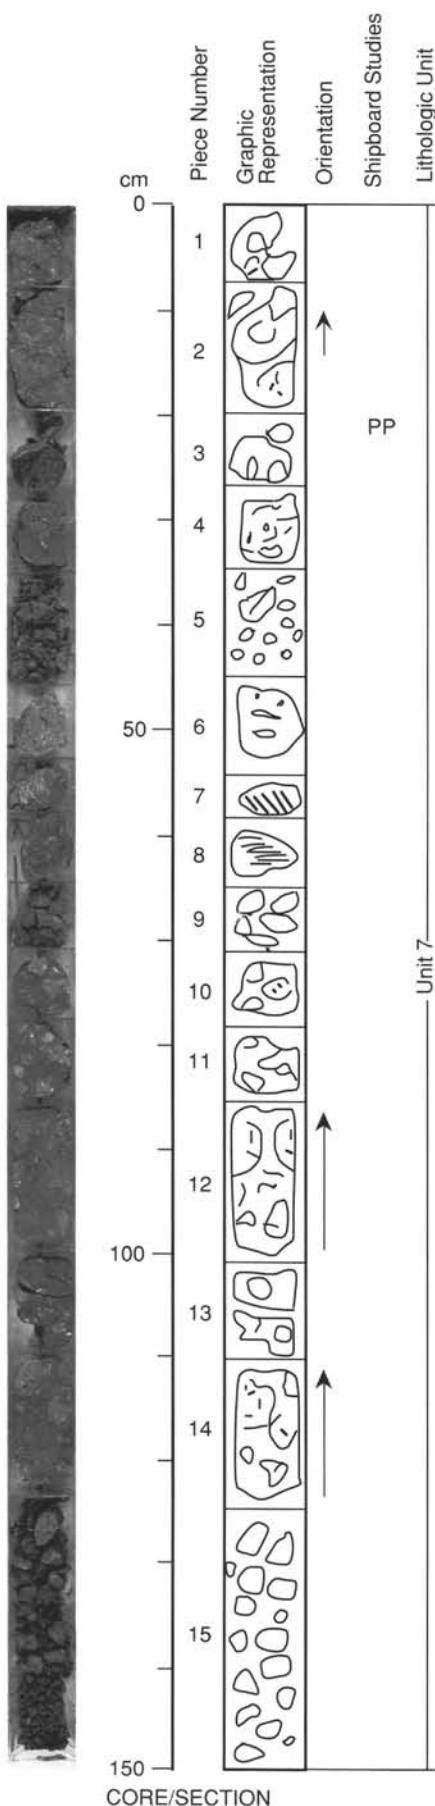 Piece Number
Graphic
Representation
Orientation
Shipboard Studies
Lithologic Unit
cm
0
1
2
PP
3
4
5
50
6
7
8
9
Unit 7
10
11
12
100
13
14
15
150
CORE/SECTION